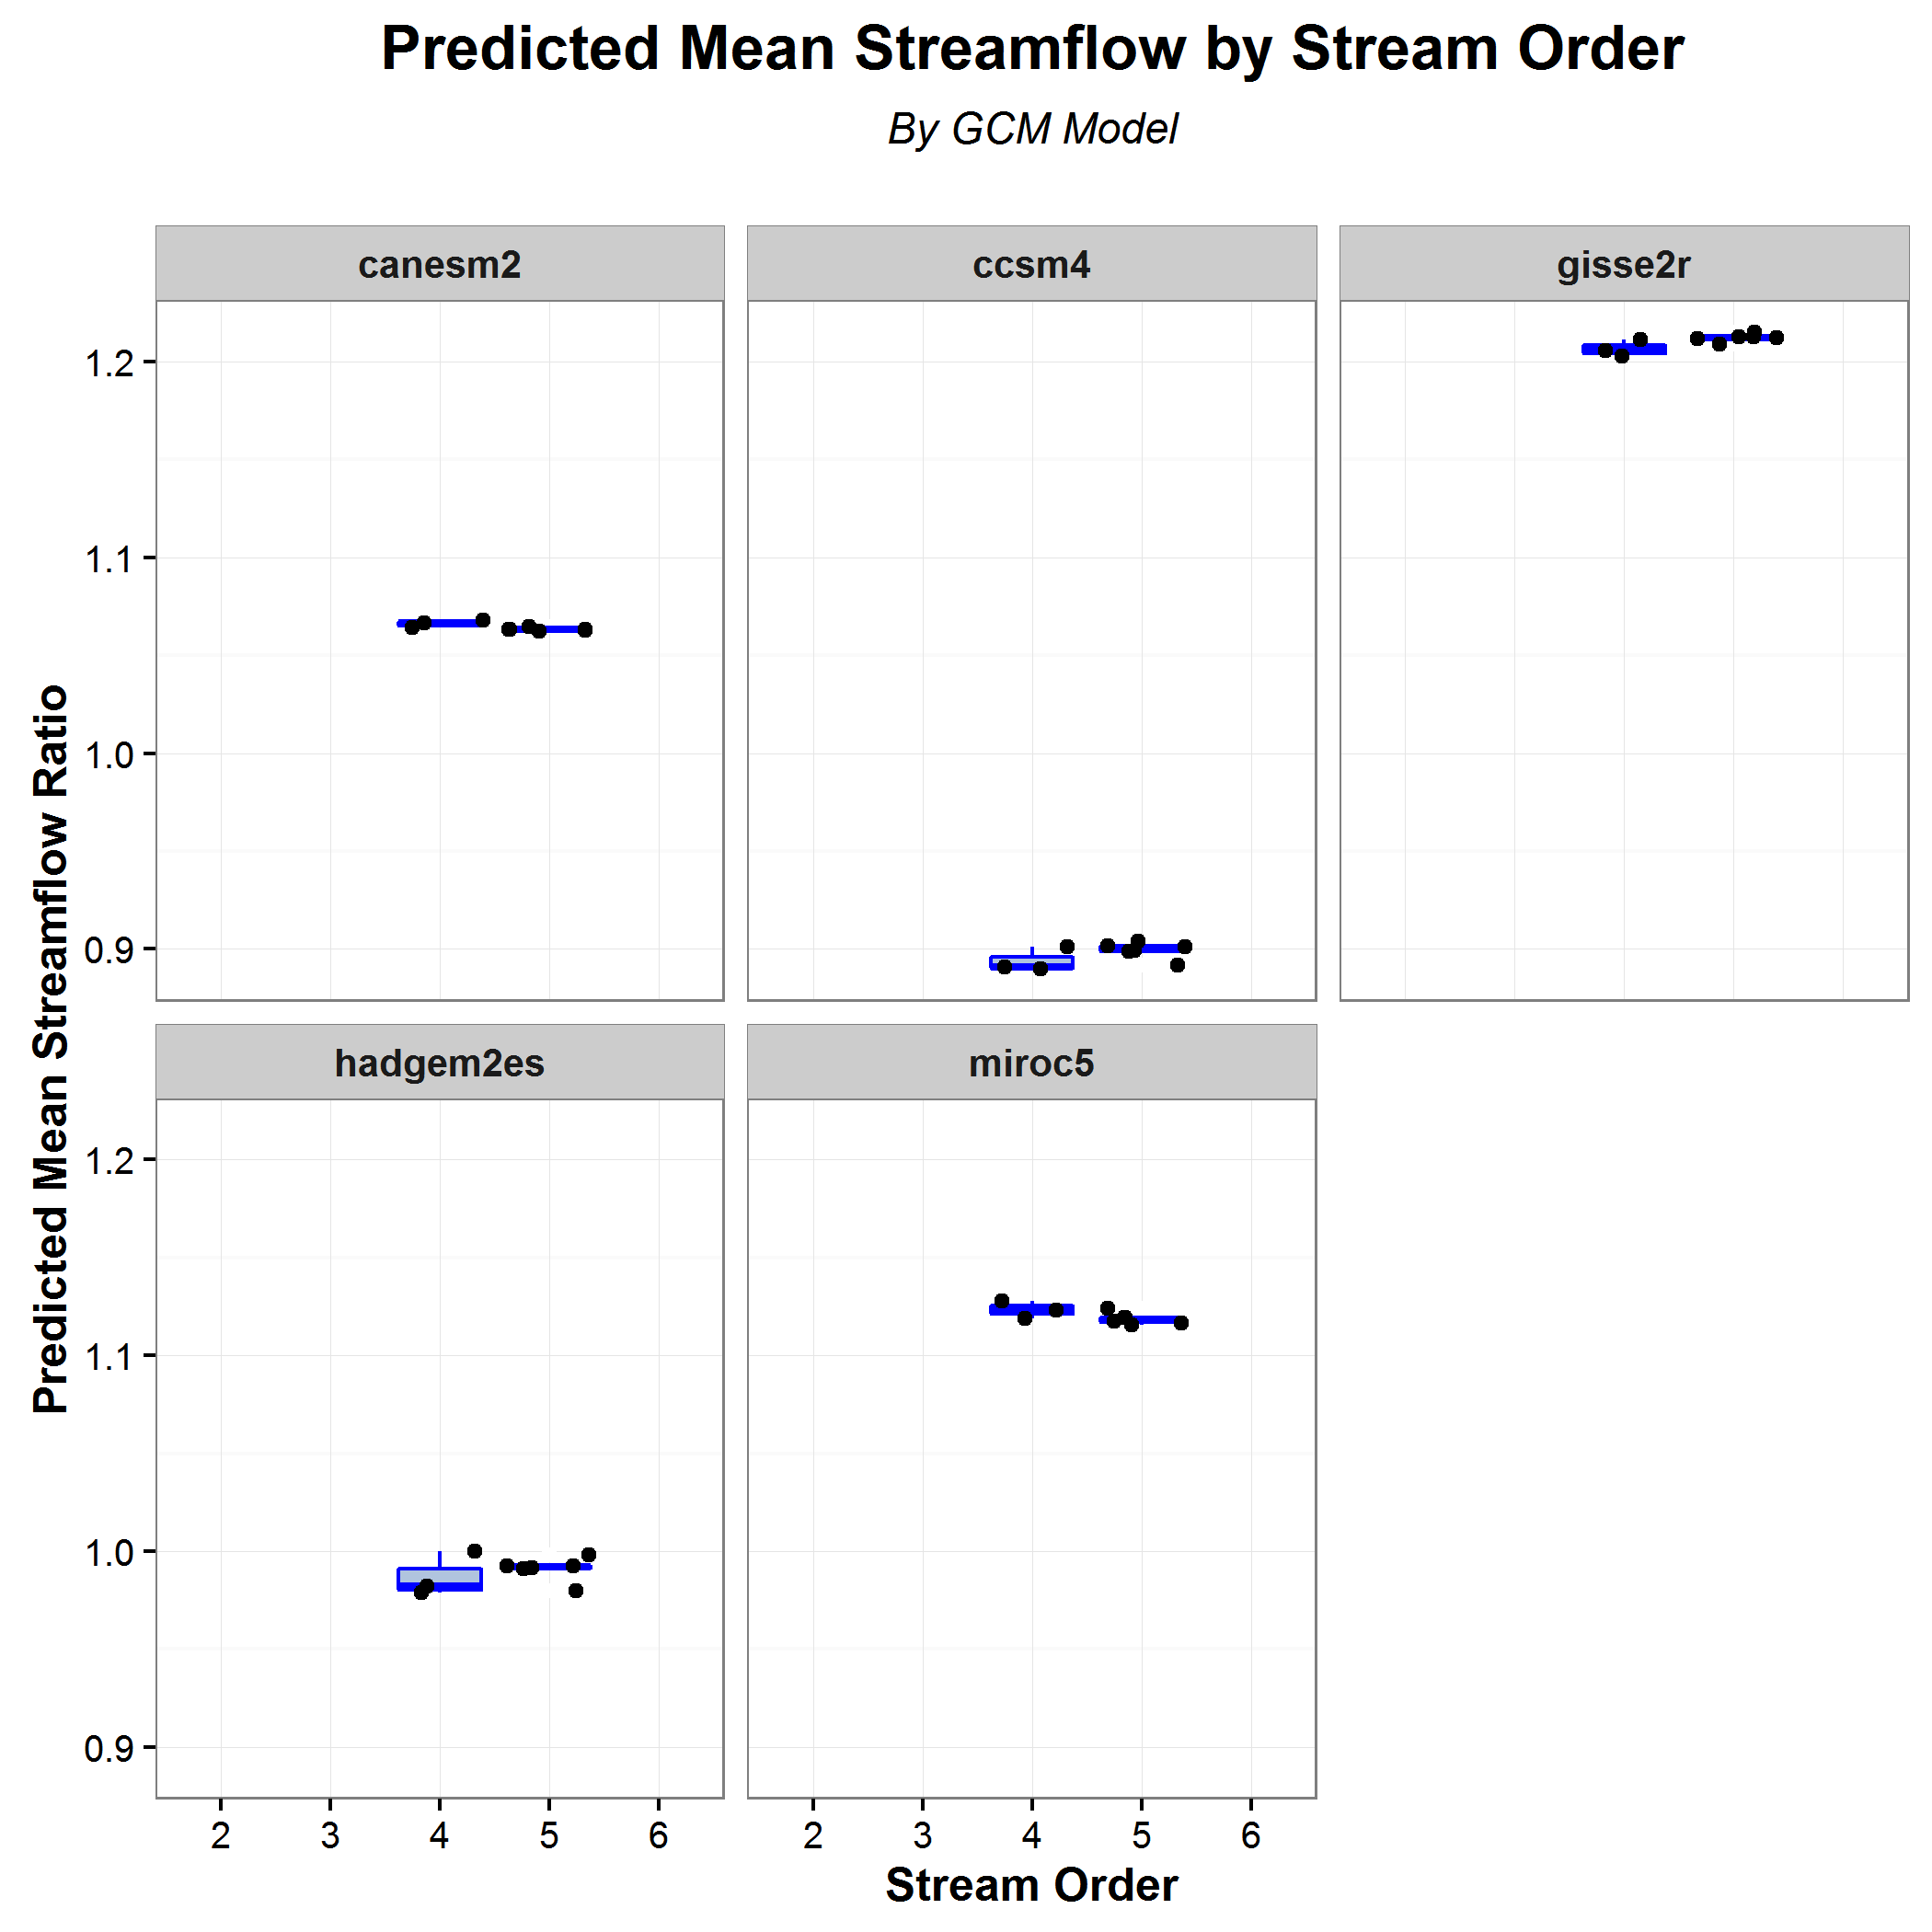 Predicted Mean Streamflow by Stream Order
By GCM Model
canesm2
ccsm4
gisse2r
1.2
1.1
1.0
0.9
hadgem2es
miroc5
1.2
1.1
1.0
0.9
2 3 4 5 6
2 3 4 5 6
Stream Order
Predicted Mean Streamflow Ratio